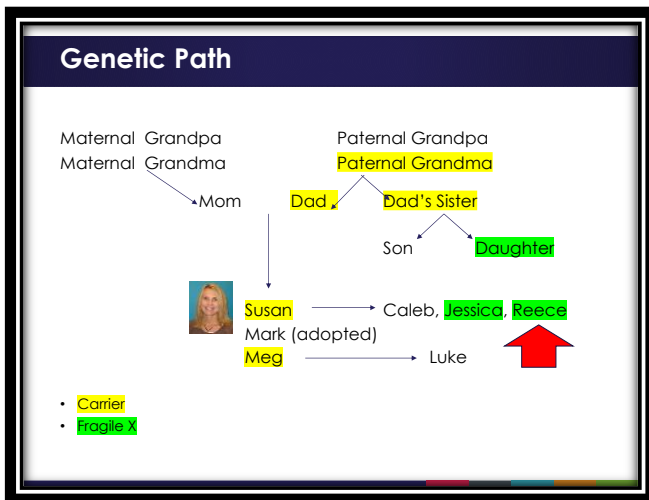 Genetic Path
Maternal Grandpa
Maternal Grandma
Paternal Grandpa
Paternal Grandma
Mom
Dad
Dad's Sister
Son
Daughter
Susan
Caleb, Jessica, Reece
Mark (adopted)
Meg
Luke
• Carrier
• Fragile X